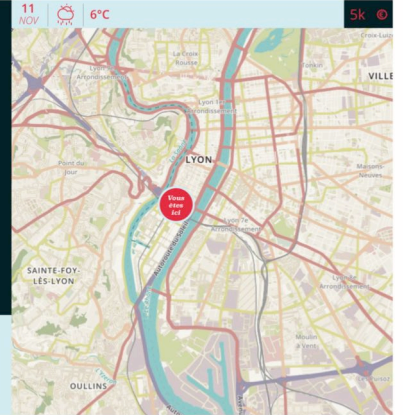 11
NOV
6°C
5k ©
Croix-Luizet
La Croix
Rousse
Tonkin
Lyon
Arrondissement
VILLE
Lyon 1er
Arrondissement
LYON
Point du
Jour
Maisons
Neuves
Vous
êtes
ici
Lyon 7e
Arrondissement
Autoroute du Soleil
SAINTE-FOY-
LÈS-LYON
Lyon 8e
Arrondissement
Moulin
à Vent
OULLINS